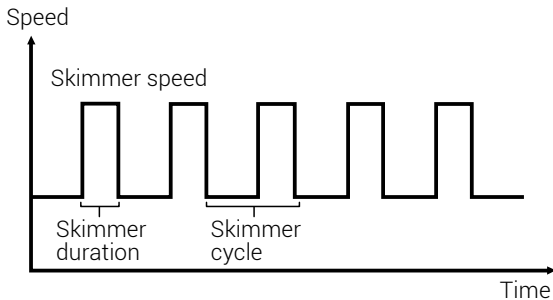 Speed
Skimmer speed
Skimmer
duration
Skimmer
cycle
Time